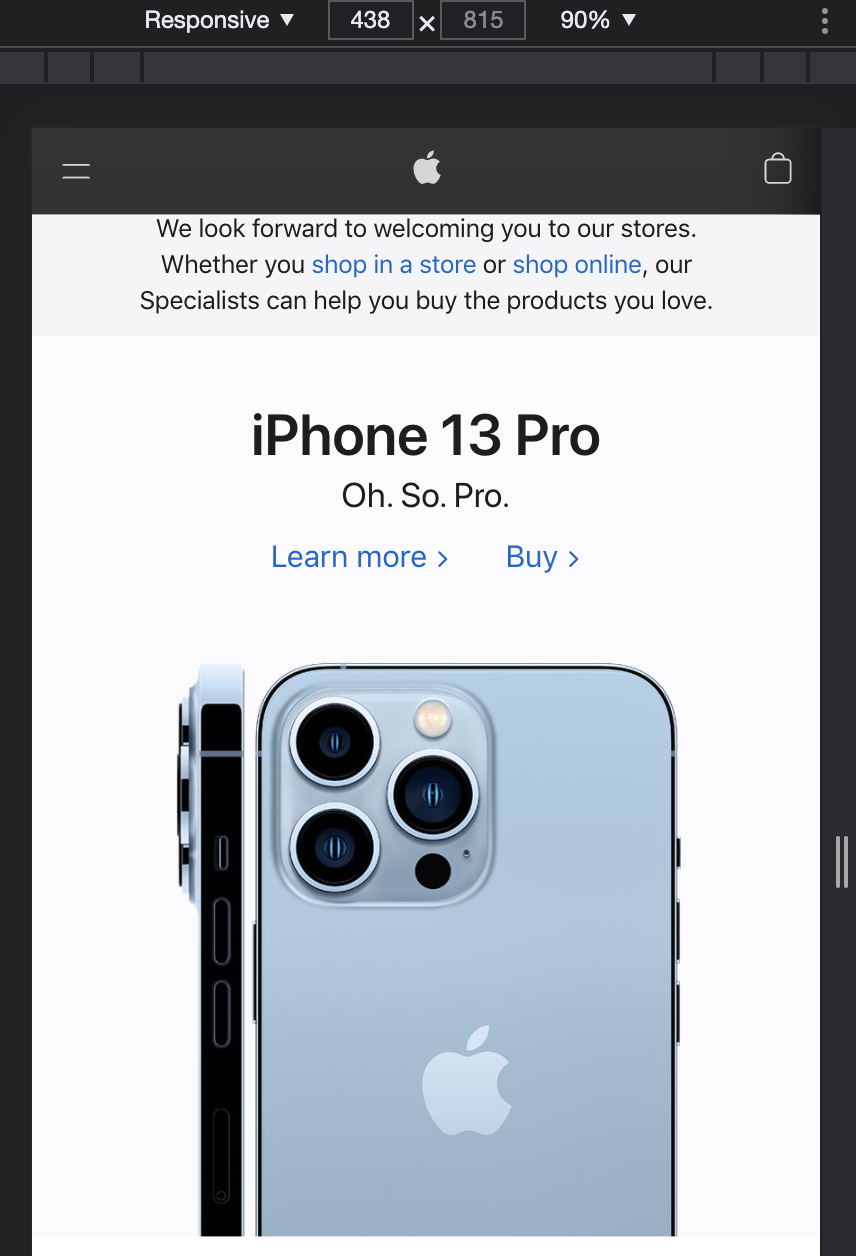 Responsive ▼ 438 × 815 90% ▼
We look forward to welcoming you to our stores.
Whether you shop in a store or shop online, our
Specialists can help you buy the products you love.
iPhone 13 Pro
Oh. So. Pro.
Learn more > Buy >